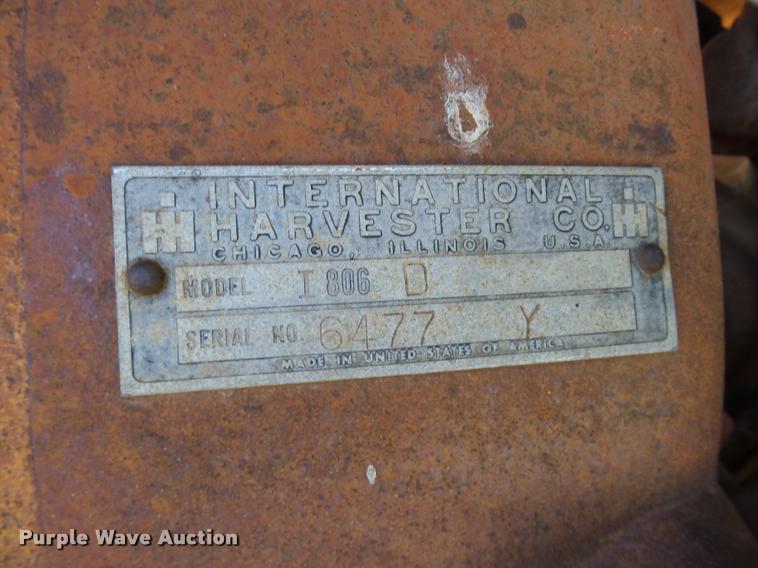 INTERNATIONAL
HARVESTER CO.
CHICAGO, ILLINOIS U.S.A.
MODEL I 806 D
SERIAL NO. 6477 Y
MADE IN UNITED STATES OF AMERICA
Purple Wave Auction